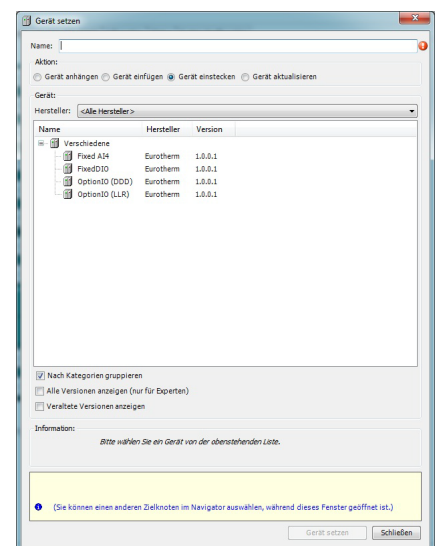 Gerät setzen
Name:
Aktion:
Gerät anhängen Gerät einfügen Gerät einstecken Gerät aktualisieren
Gerät:
Hersteller: <Alle Hersteller>
Name Hersteller Version
Verschiedene
Fixed AI4 Eurotherm 1.0.0.1
FixedDIO Eurotherm 1.0.0.1
OptionIO (DDD) Eurotherm 1.0.0.1
OptionIO (LLR) Eurotherm 1.0.0.1
Nach Kategorien gruppieren
Alle Versionen anzeigen (nur für Experten)
Veraltete Versionen anzeigen
Information:
Bitte wählen Sie ein Gerät von der obenstehenden Liste.
(Sie können einen anderen Zielknoten im Navigator auswählen, während dieses Fenster geöffnet ist.)
Gerät setzen Schließen